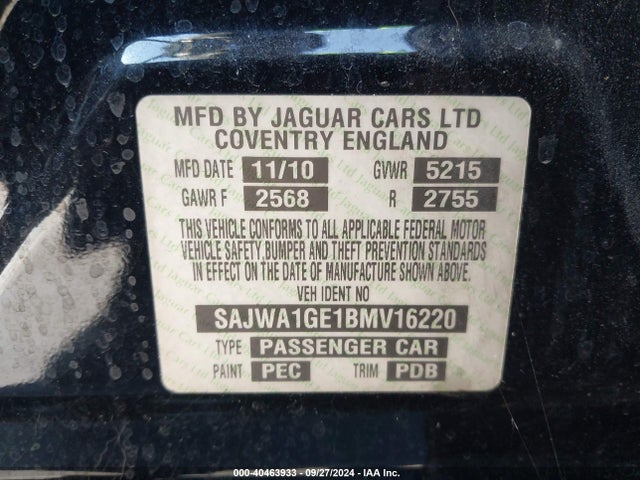 MFD BY JAGUAR CARS LTD
COVENTRY ENGLAND
MFD DATE 11/10 GVWR 5215
GAWR F 2568 R 2755
THIS VEHICLE CONFORMS TO ALL APPLICABLE FEDERAL MOTOR
VEHICLE SAFETY,BUMPER AND THEFT PREVENTION STANDARDS
IN EFFECT ON THE DATE OF MANUFACTURE SHOWN ABOVE.
VEH IDENT NO
SAJWA1GE1BMV16220
TYPE PASSENGER CAR
PAINT PEC TRIM PDB
000-40463933 - 09/27/2024 - IAA Inc.